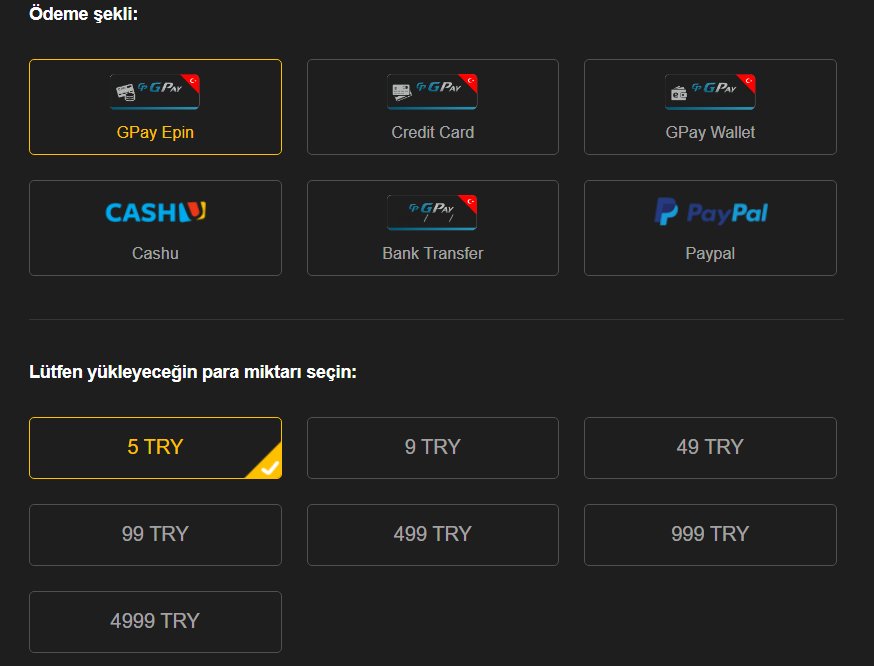 Ödeme şekli:
GPAY GPAY GPAY
GPay Epin Credit Card GPay Wallet
CASHU GPAY PayPal
Cashu Bank Transfer Paypal
Lütfen yükleyeceğin para miktarı seçin:
5 TRY 9 TRY 49 TRY
99 TRY 499 TRY 999 TRY
4999 TRY